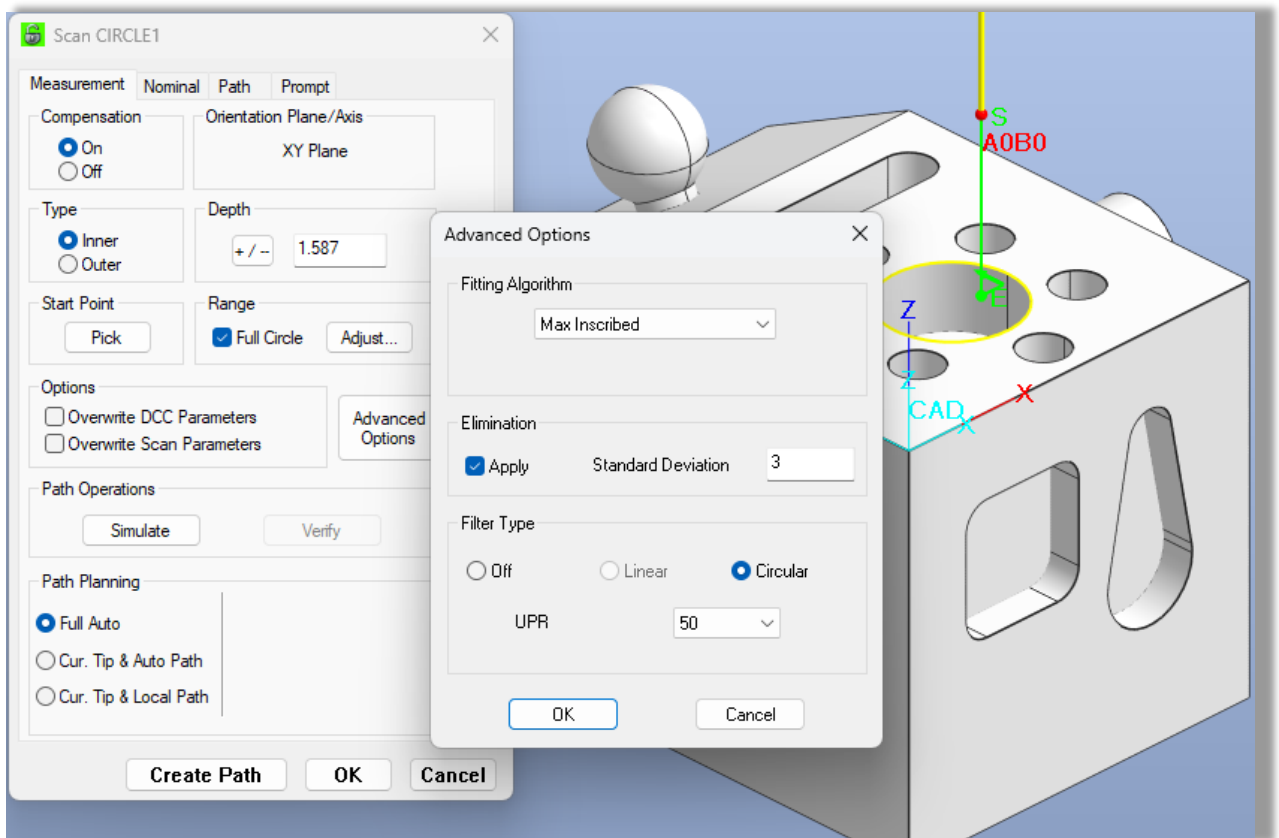 Scan CIRCLE1
Measurement Nominal Path Prompt
Compensation
On
Off
Orientation Plane/Axis
XY Plane
Type
Inner
Outer
Depth
+ / -- 1.587
Start Point
Pick
Range
Full Circle Adjust...
Options
Overwrite DCC Parameters
Overwrite Scan Parameters
Advanced
Options
Path Operations
Simulate Verify
Path Planning
Full Auto
Cur. Tip & Auto Path
Cur. Tip & Local Path
Create Path OK Cancel
Advanced Options
Fitting Algorithm
Max Inscribed
Elimination
Apply Standard Deviation 3
Filter Type
Off Linear Circular
UPR 50
OK Cancel
S
A0B0
E
Z
Z
X
CAD
X